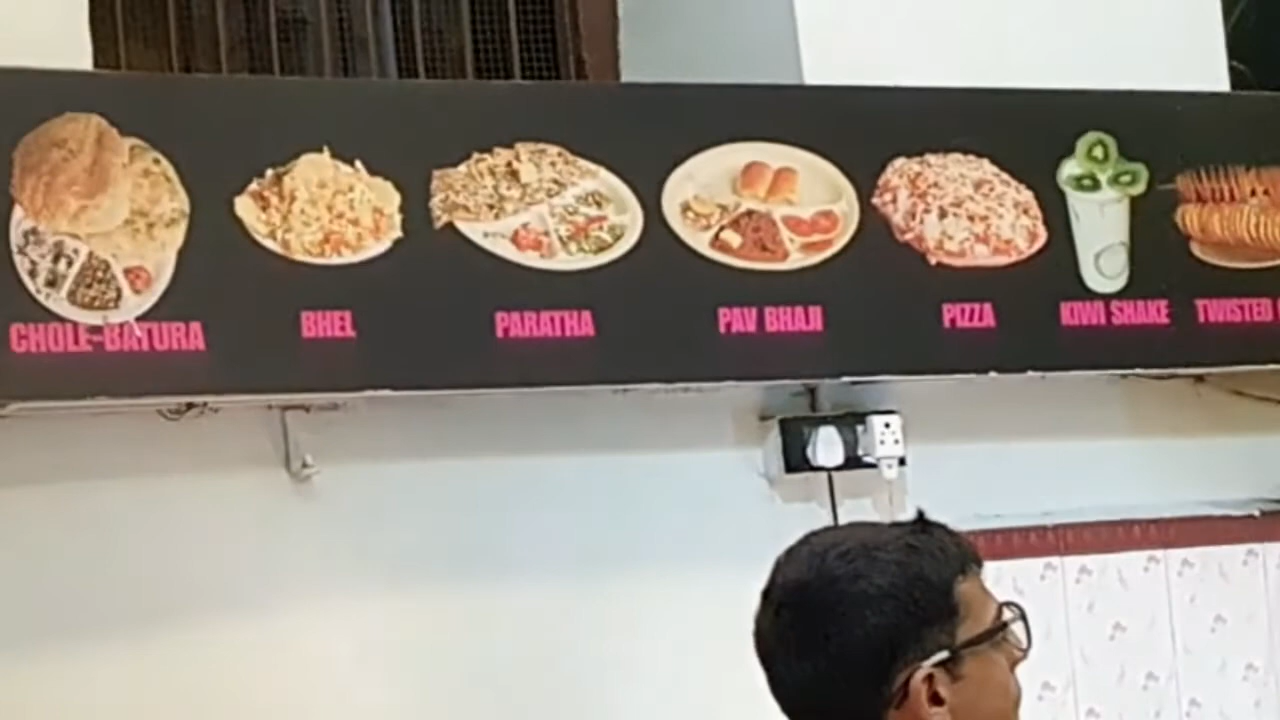 CHOLE-BATURA
BHEL
PARATHA
PAV BHAJI
PIZZA
KIWI SHAKE
TWISTED